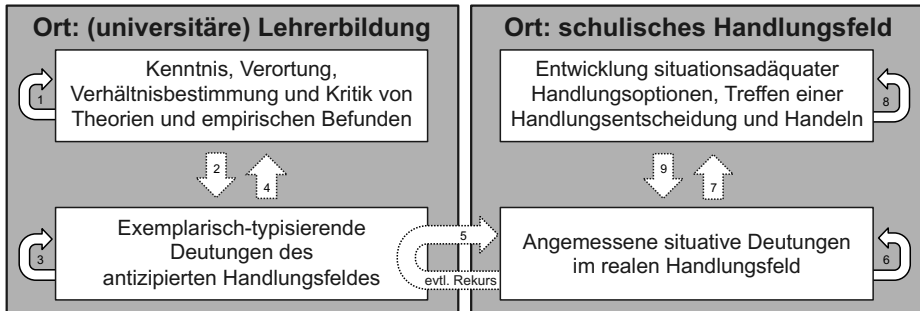 Ort: (universitäre) Lehrerbildung
Kenntnis, Verortung,
Verhältnisbestimmung und Kritik von
Theorien und empirischen Befunden
1
2
4
Exemplarisch-typisierende
Deutungen des
antizipierten Handlungsfeldes
3
5
evtl. Rekurs
Ort: schulisches Handlungsfeld
Entwicklung situationsadäquater
Handlungsoptionen, Treffen einer
Handlungsentscheidung und Handeln
8
9
7
Angemessene situative Deutungen
im realen Handlungsfeld
6